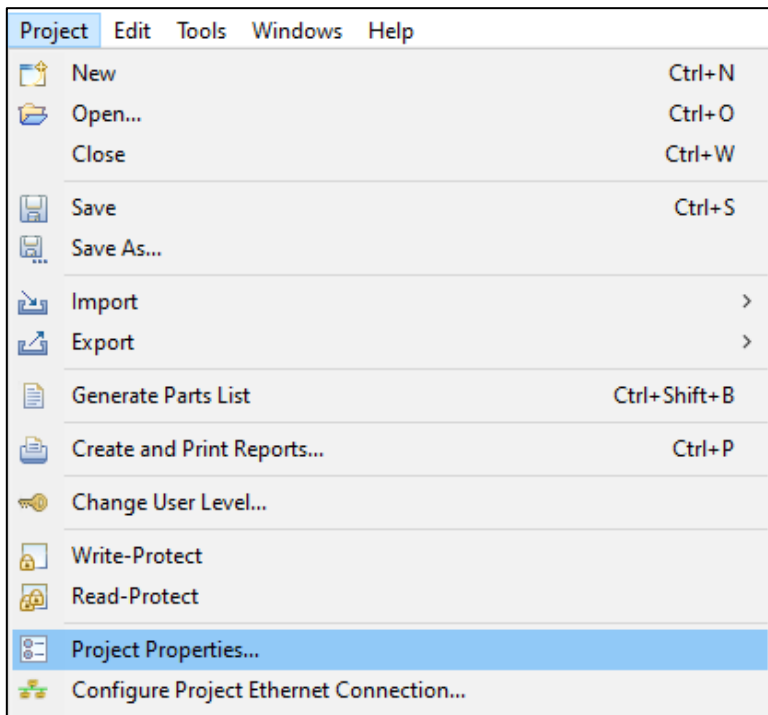 Project Edit Tools Windows Help
New Ctrl+N
Open... Ctrl+O
Close Ctrl+W
Save Ctrl+S
Save As...
Import
Export
Generate Parts List Ctrl+Shift+B
Create and Print Reports... Ctrl+P
Change User Level...
Write-Protect
Read-Protect
Project Properties...
Configure Project Ethernet Connection...